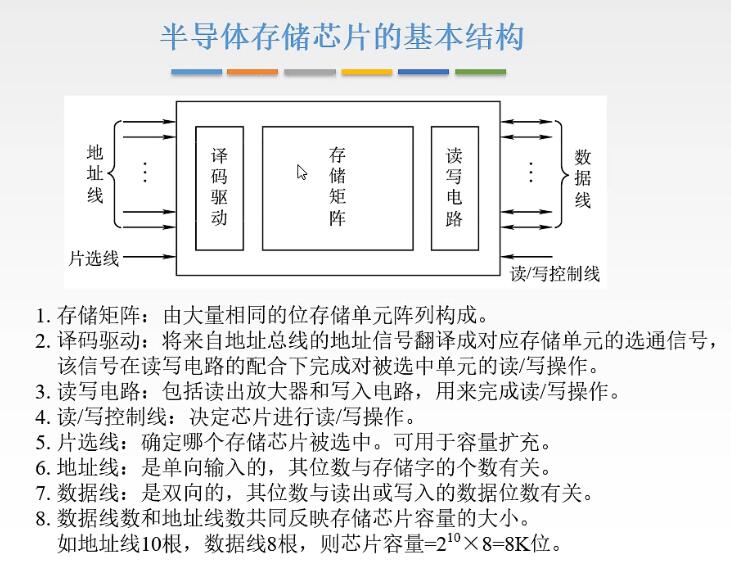 半导体存储芯片的基本结构
地址线
片选线
译码驱动
存储矩阵
读写电路
数据线
读/写控制线
1. 存储矩阵：由大量相同的位存储单元阵列构成。
2. 译码驱动：将来自地址总线的地址信号翻译成对应存储单元的选通信号，
该信号在读写电路的配合下完成对被选中单元的读/写操作。
3. 读写电路：包括读出放大器和写入电路，用来完成读/写操作。
4. 读/写控制线：决定芯片进行读/写操作。
5. 片选线：确定哪个存储芯片被选中。可用于容量扩充。
6. 地址线：是单向输入的，其位数与存储字的个数有关。
7. 数据线：是双向的，其位数与读出或写入的数据位数有关。
8. 数据线数和地址线数共同反映存储芯片容量的大小。
如地址线10根，数据线8根，则芯片容量=2¹⁰×8=8K位。